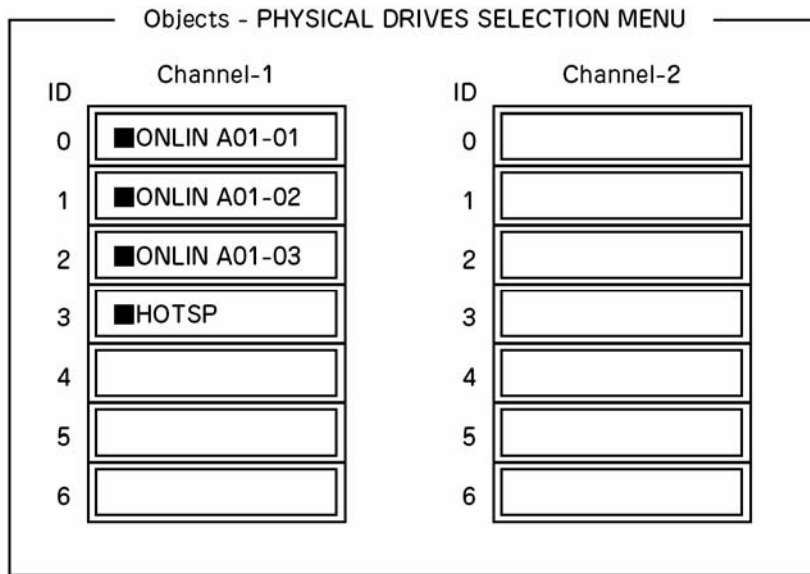 Objects - PHYSICAL DRIVES SELECTION MENU
Channel-1
ID
0 ■ONLIN A01-01
1 ■ONLIN A01-02
2 ■ONLIN A01-03
3 ■HOTSP
4
5
6
Channel-2
ID
0
1
2
3
4
5
6